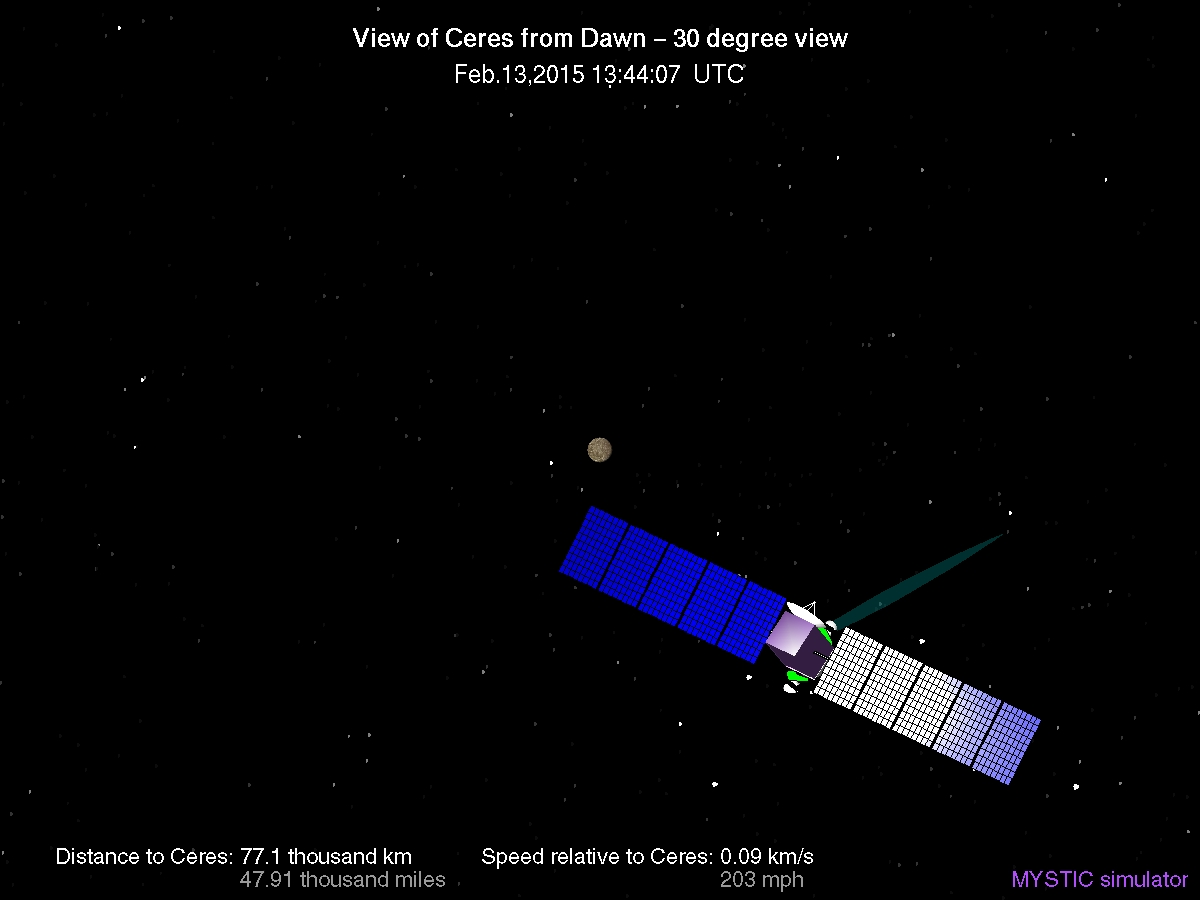 View of Ceres from Dawn – 30 degree view
Feb.13,2015 13:44:07 UTC
Distance to Ceres: 77.1 thousand km
47.91 thousand miles
Speed relative to Ceres: 0.09 km/s
203 mph
MYSTIC simulator